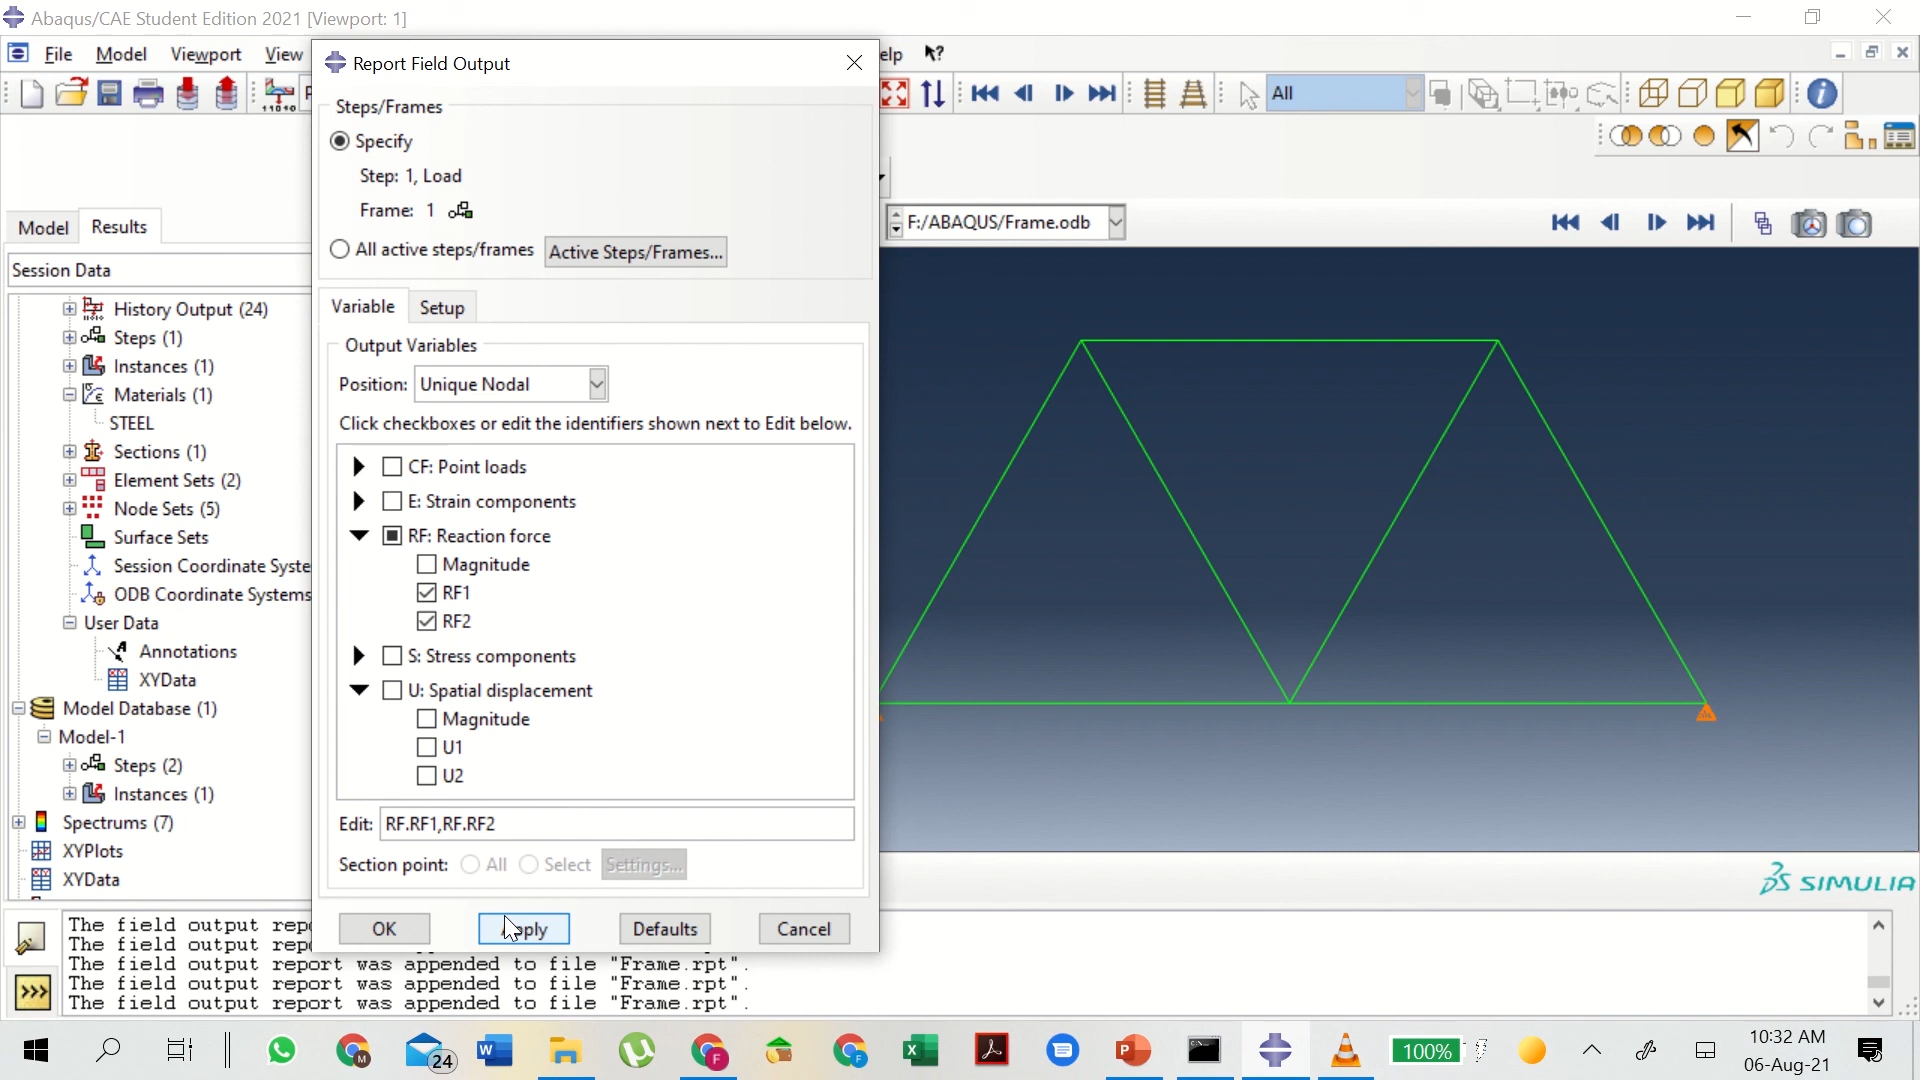 Abaqus/CAE Student Edition 2021 [Viewport: 1]
File Model Viewport View
elp
All
Model Results
Session Data
History Output (24)
Steps (1)
Instances (1)
Materials (1)
STEEL
Sections (1)
Element Sets (2)
Node Sets (5)
Surface Sets
Session Coordinate Syste
ODB Coordinate Systems
User Data
Annotations
XYData
Model Database (1)
Model-1
Steps (2)
Instances (1)
Spectrums (7)
XYPlots
XYData
Report Field Output
Steps/Frames
Specify
Step: 1, Load
Frame: 1
All active steps/frames Active Steps/Frames...
Variable Setup
Output Variables
Position: Unique Nodal
Click checkboxes or edit the identifiers shown next to Edit below.
CF: Point loads
E: Strain components
RF: Reaction force
Magnitude
RF1
RF2
S: Stress components
U: Spatial displacement
Magnitude
U1
U2
Edit: RF.RF1,RF.RF2
Section point: All Select Settings...
OK Apply Defaults Cancel
F:/ABAQUS/Frame.odb
SIMULIA
The field output rep
The field output rep
The field output report was appended to file "Frame.rpt".
The field output report was appended to file "Frame.rpt".
The field output report was appended to file "Frame.rpt".
24
100%
10:32 AM
06-Aug-21